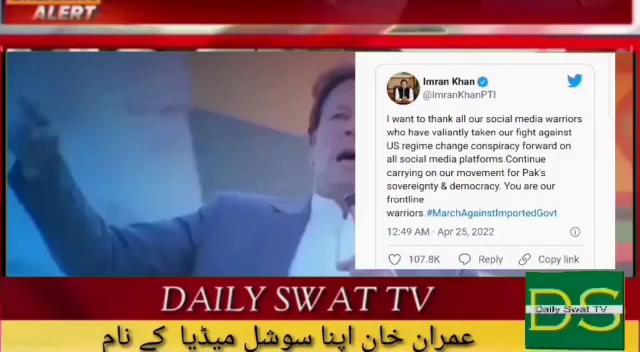 ALERT
Imran Khan
@ImranKhanPTI
I want to thank all our social media warriors
who have valiantly taken our fight against
US regime change conspiracy forward on
all social media platforms.Continue
carrying on our movement for Pak's
sovereignty & democracy. You are our
frontline
warriors.#MarchAgainstImportedGovt
12:49 AM · Apr 25, 2022
107.8K Reply Copy link
DAILY SWAT TV
DS
Daily Swat TV
عمران خان اپنا سوشل میڈیا کے نام